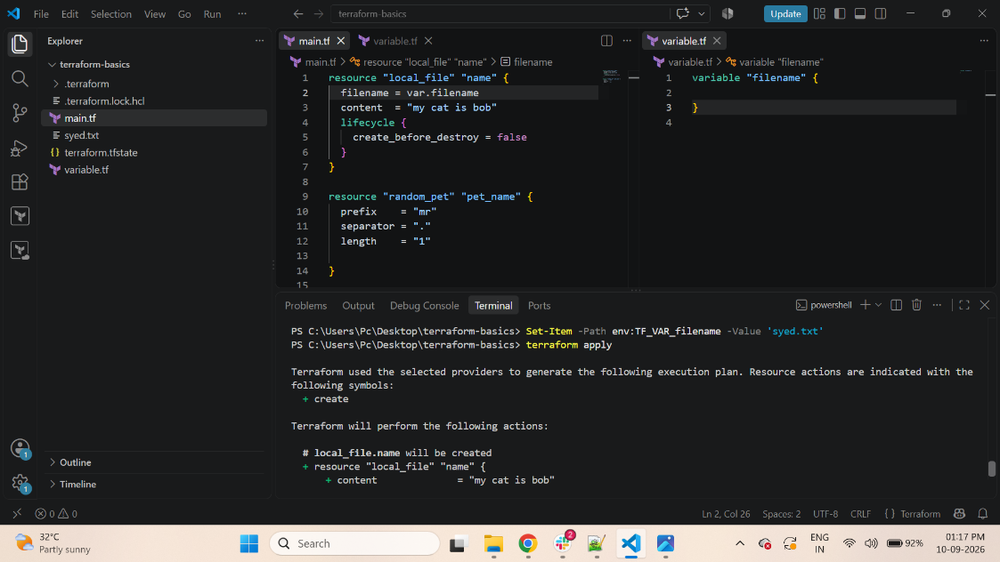 File Edit Selection View Go Run ···
terraform-basics
Update
Explorer
terraform-basics
.terraform
.terraform.lock.hcl
main.tf
syed.txt
terraform.tfstate
variable.tf
Outline
Timeline
main.tf
variable.tf
main.tf > resource "local_file" "name" > filename
1 resource "local_file" "name" {
2 filename = var.filename
3 content = "my cat is bob"
4 lifecycle {
5 create_before_destroy = false
6 }
7 }
8
9 resource "random_pet" "pet_name" {
10 prefix = "mr"
11 separator = "."
12 length = "1"
13
14 }
15
variable.tf
variable.tf > variable "filename"
1 variable "filename" {
2
3 }
4
Problems Output Debug Console Terminal Ports
powershell
PS C:\Users\Pc\Desktop\terraform-basics> Set-Item -Path env:TF_VAR_filename -Value 'syed.txt'
PS C:\Users\Pc\Desktop\terraform-basics> terraform apply
Terraform used the selected providers to generate the following execution plan. Resource actions are indicated with the
following symbols:
+ create
Terraform will perform the following actions:
# local_file.name will be created
+ resource "local_file" "name" {
+ content = "my cat is bob"
1
1
0 0
Ln 2, Col 26 Spaces: 2 UTF-8 CRLF {} Terraform
32°C
Partly sunny
Search
2
ENG
IN
92%
01:17 PM
10-09-2026